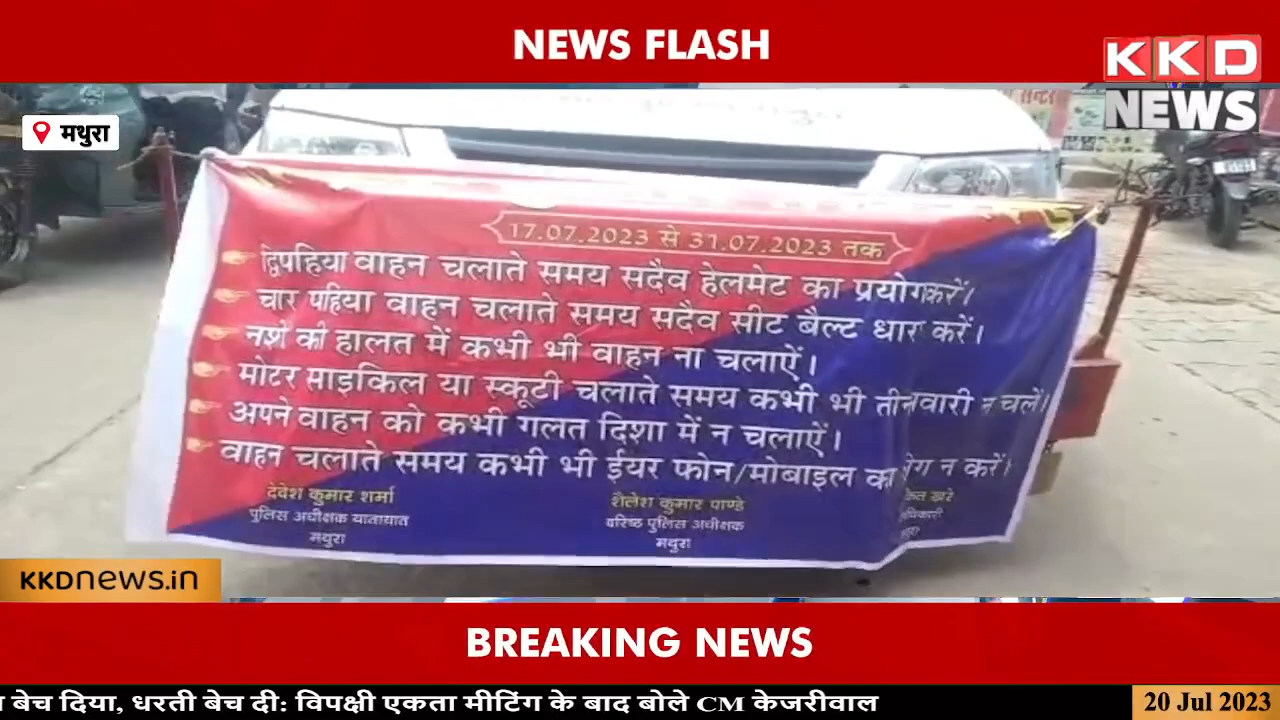 NEWS FLASH
KKD
NEWS
मथुरा
17.07.2023 से 31.07.2023 तक
द्विपहिया वाहन चलाते समय सदैव हेलमेट का प्रयोग करें।
चार पहिया वाहन चलाते समय सदैव सीट बैल्ट धार करें।
नशे की हालत में कभी भी वाहन ना चलाऐं।
मोटर साइकिल या स्कूटी चलाते समय कभी भी तीनवारी न चलें।
अपने वाहन को कभी गलत दिशा में न चलाऐं।
वाहन चलाते समय कभी भी ईयर फोन/मोबाइल का न करें।
देवेश कुमार शर्मा
पुलिस अधीक्षक यातायात
मथुरा
शैलेश कुमार पाण्डे
वरिष्ठ पुलिस अधीक्षक
मथुरा
खरे
KKDnews.in
BREAKING NEWS
बेच दिया, धरती बेच दी: विपक्षी एकता मीटिंग के बाद बोले CM केजरीवाल
20 Jul 2023